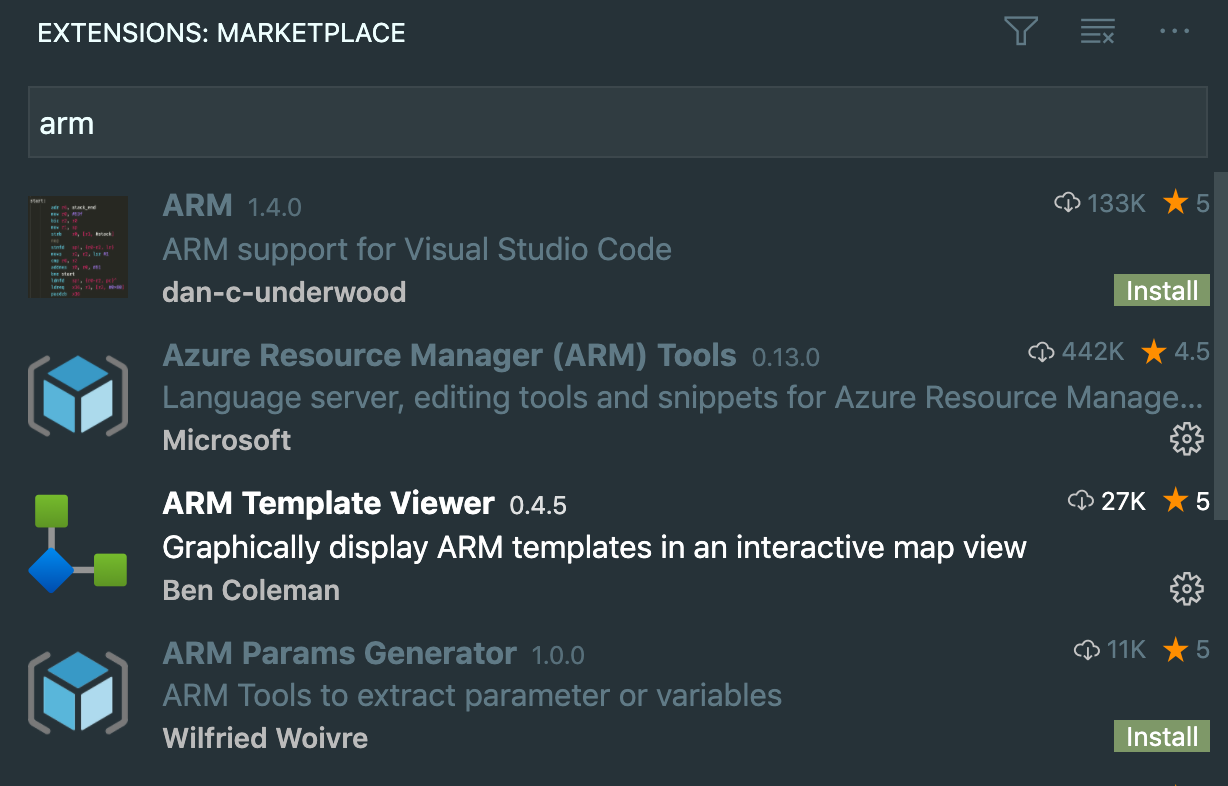 EXTENSIONS: MARKETPLACE
arm
ARM 1.4.0 133K 5
ARM support for Visual Studio Code
dan-c-underwood Install
Azure Resource Manager (ARM) Tools 0.13.0 442K 4.5
Language server, editing tools and snippets for Azure Resource Manage...
Microsoft
ARM Template Viewer 0.4.5 27K 5
Graphically display ARM templates in an interactive map view
Ben Coleman
ARM Params Generator 1.0.0 11K 5
ARM Tools to extract parameter or variables
Wilfried Woivre Install